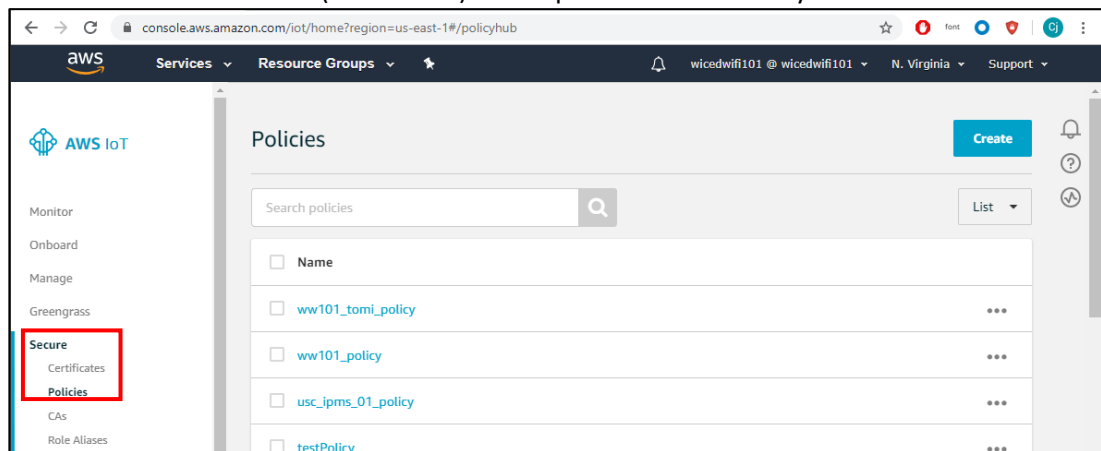 console.aws.amazon.com/iot/home?region=us-east-1#/policyhub
font
Cj
aws
Services
Resource Groups
wicedwifi101 @ wicedwifi101
N. Virginia
Support
AWS IoT
Policies
Create
Monitor
Search policies
List
Onboard
Name
Manage
Greengrass
ww101_tomi_policy
Secure
Certificates
ww101_policy
Policies
usc_ipms_01_policy
CAs
Role Aliases
testPolicy